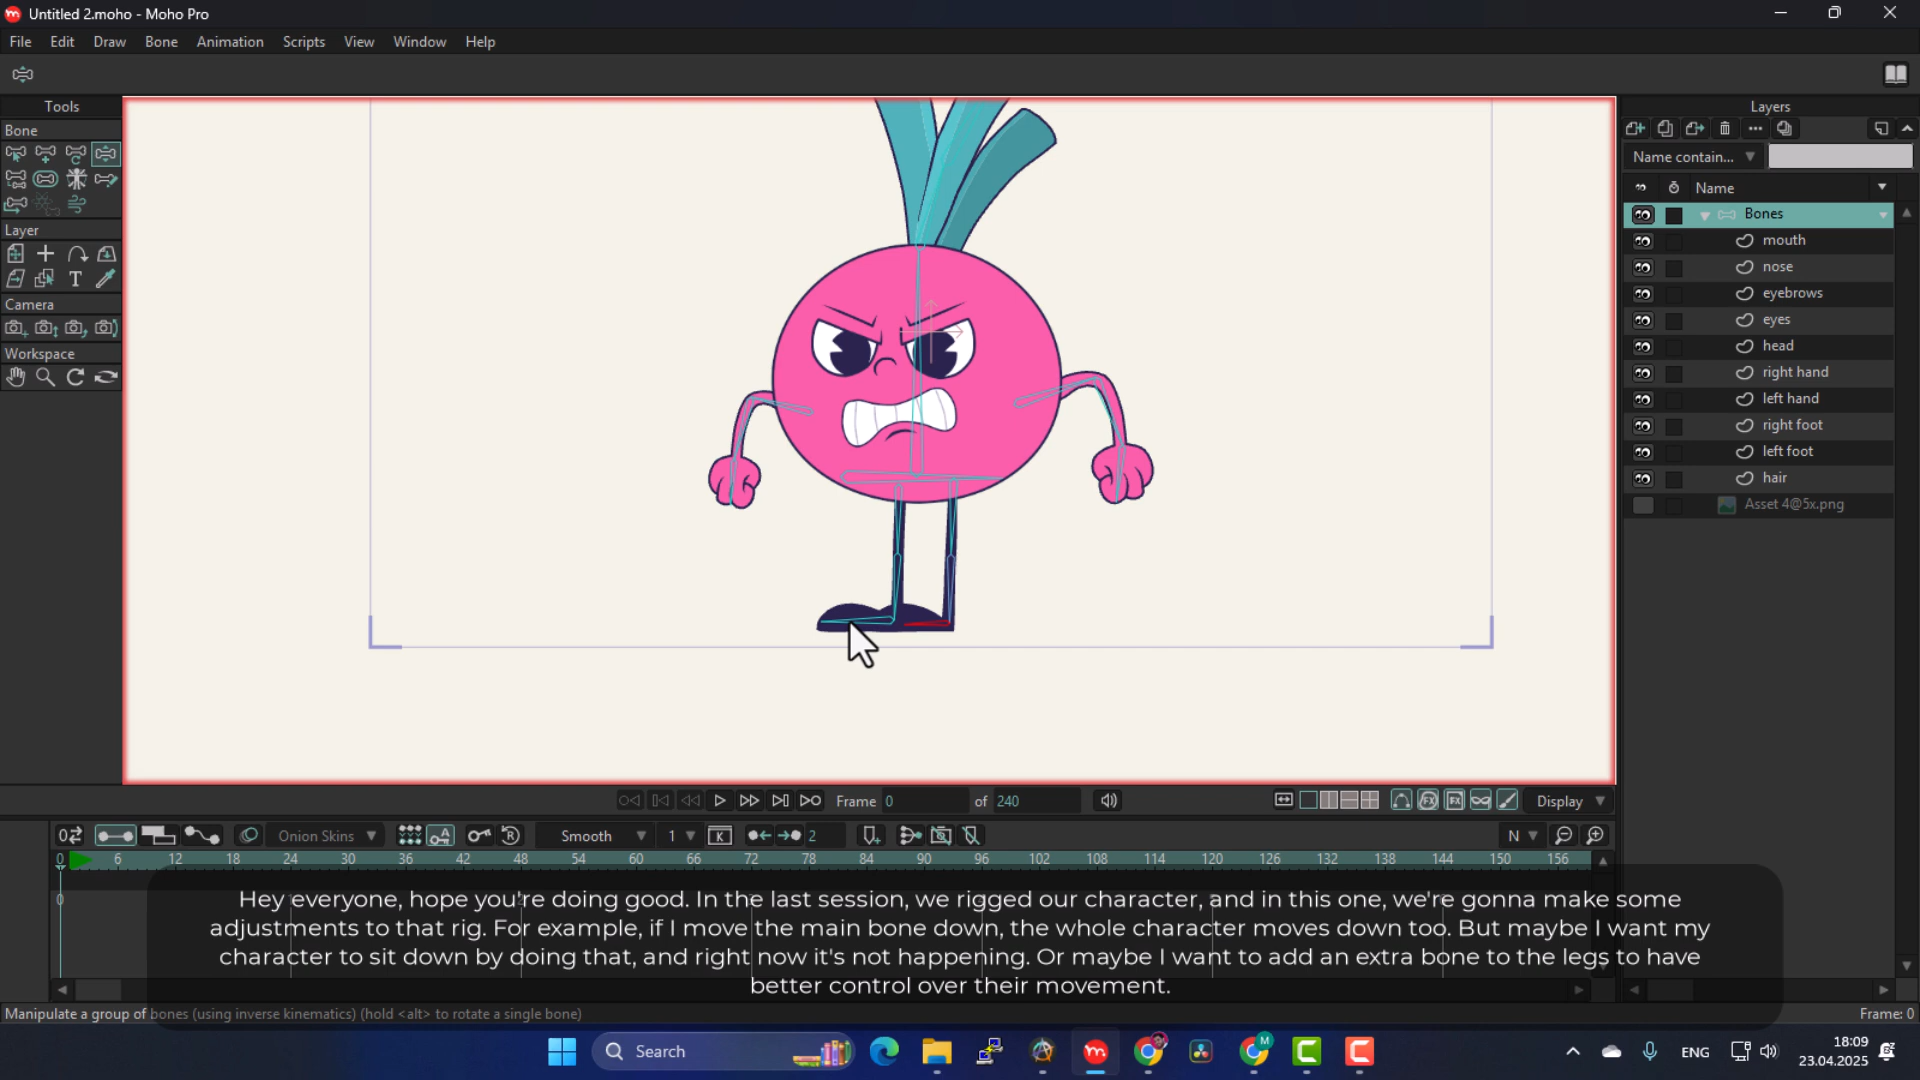 Untitled 2.moho - Moho Pro
File Edit Draw Bone Animation Scripts View Window Help
Tools
Bone
Layer
T
Camera
Workspace
Layers
Name contain...
Name
Bones
mouth
nose
eyebrows
eyes
head
right hand
left hand
right foot
left foot
hair
Asset 4@5x.png
Frame 0 of 240
Display
Onion Skins
Smooth
1
K
2
N
0 6 12 18 24 30 36 42 48 54 60 66 72 78 84 90 96 102 108 114 120 126 132 138 144 150 156
0
Hey everyone, hope you're doing good. In the last session, we rigged our character, and in this one, we're gonna make some
adjustments to that rig. For example, if I move the main bone down, the whole character moves down too. But maybe I want my
character to sit down by doing that, and right now it's not happening. Or maybe I want to add an extra bone to the legs to have
better control over their movement.
Manipulate a group of bones (using inverse kinematics) (hold <alt> to rotate a single bone)
Frame: 0
Search
M
ENG
18:09
23.04.2025